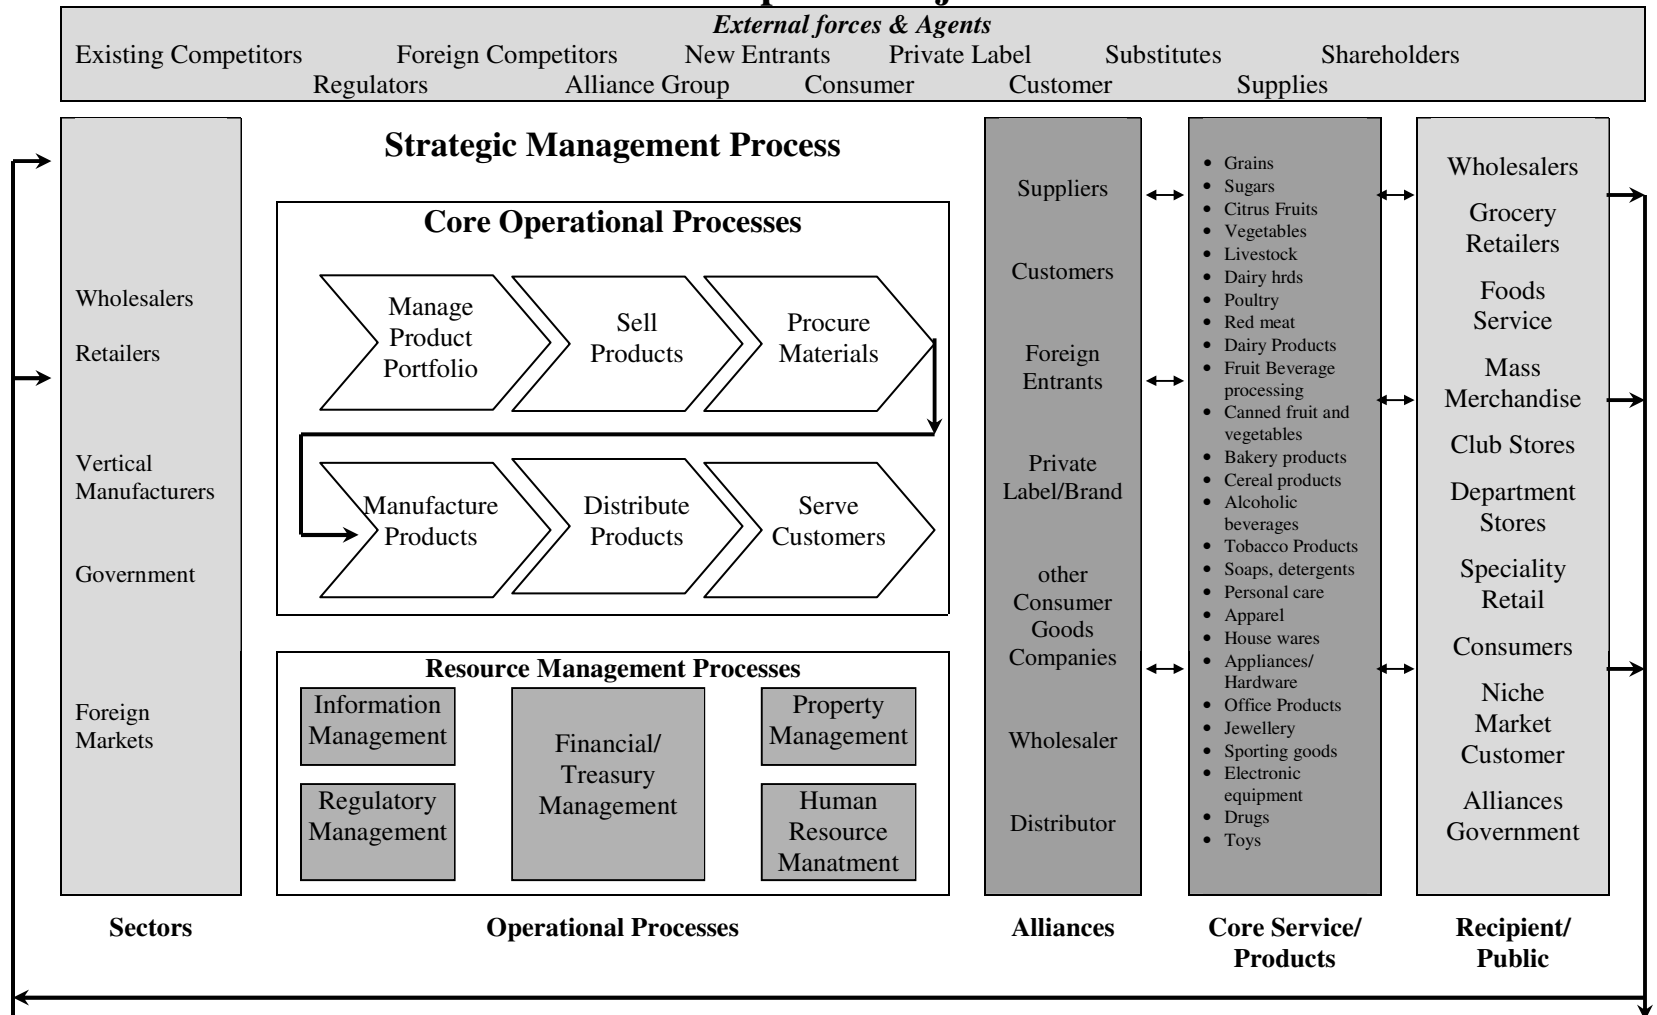 External forces & Agents
Existing Competitors Foreign Competitors New Entrants Private Label Substitutes Shareholders
Regulators Alliance Group Consumer Customer Supplies
Wholesalers
Retailers
Vertical
Manufacturers
Government
Foreign
Markets
Sectors
Strategic Management Process
Core Operational Processes
Manage
Product
Portfolio
Sell
Products
Procure
Materials
Manufacture
Products
Distribute
Products
Serve
Customers
Resource Management Processes
Information
Management
Regulatory
Management
Financial/
Treasury
Management
Property
Management
Human
Resource
Manatment
Operational Processes
Suppliers
Customers
Foreign
Entrants
Private
Label/Brand
other
Consumer
Goods
Companies
Wholesaler
Distributor
Alliances
• Grains
• Sugars
• Citrus Fruits
• Vegetables
• Livestock
• Dairy hrds
• Poultry
• Red meat
• Dairy Products
• Fruit Beverage
processing
• Canned fruit and
vegetables
• Bakery products
• Cereal products
• Alcoholic
beverages
• Tobacco Products
• Soaps, detergents
• Personal care
• Apparel
• House wares
• Appliances/
Hardware
• Office Products
• Jewellery
• Sporting goods
• Electronic
equipment
• Drugs
• Toys
Core Service/
Products
Wholesalers
Grocery
Retailers
Foods
Service
Mass
Merchandise
Club Stores
Department
Stores
Speciality
Retail
Consumers
Niche
Market
Customer
Alliances
Government
Recipient/
Public